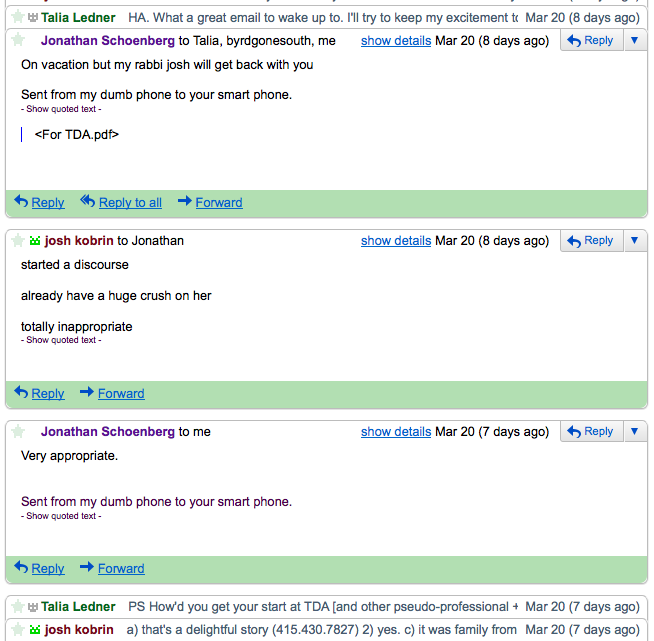 Talia Ledner HA. What a great email to wake up to. I'll try to keep my excitement to Mar 20 (8 days ago)
Jonathan Schoenberg to Talia, byrdgonesouth, me show details Mar 20 (8 days ago) Reply
On vacation but my rabbi josh will get back with you
Sent from my dumb phone to your smart phone.
- Show quoted text -
<For TDA.pdf>
Reply Reply to all Forward
josh kobrin to Jonathan show details Mar 20 (8 days ago) Reply
started a discourse
already have a huge crush on her
totally inappropriate
- Show quoted text -
Reply Forward
Jonathan Schoenberg to me show details Mar 20 (7 days ago) Reply
Very appropriate.
Sent from my dumb phone to your smart phone.
- Show quoted text -
Reply Forward
Talia Ledner PS How'd you get your start at TDA [and other pseudo-professional + Mar 20 (7 days ago)
josh kobrin a) that's a delightful story (415.430.7827) 2) yes. c) it was family from Mar 20 (7 days ago)